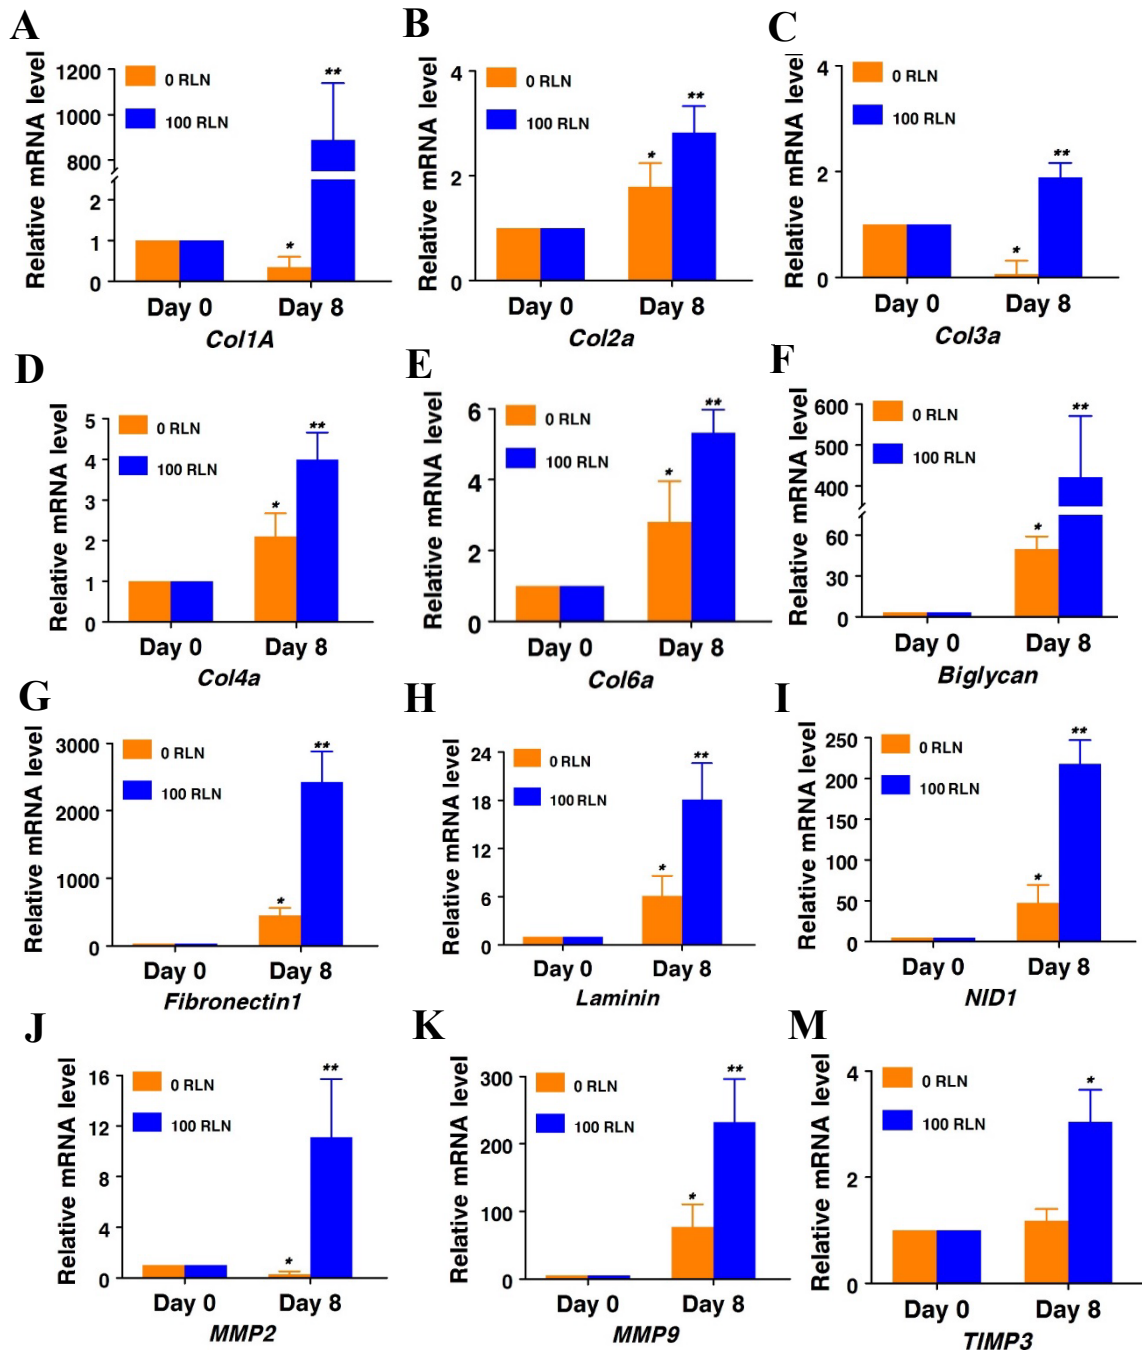 A
Relative mRNA level
1200
1000
800
2
1
0
0 RLN
100 RLN
*
**
Day 0
Day 8
Col1A
B
Relative mRNA level
4
2
0
0 RLN
100 RLN
*
**
Day 0
Day 8
Col2a
C
Relative mRNA level
4
2
0
0 RLN
100 RLN
*
**
Day 0
Day 8
Col3a
D
Relative mRNA level
5
4
3
2
1
0
0 RLN
100 RLN
*
**
Day 0
Day 8
Col4a
E
Relative mRNA level
6
4
2
0
0 RLN
100 RLN
*
**
Day 0
Day 8
Col6a
F
Relative mRNA level
600
500
400
60
30
0
0 RLN
100 RLN
*
**
Day 0
Day 8
Biglycan
G
Relative mRNA level
3000
2000
1000
0
0 RLN
100 RLN
*
**
Day 0
Day 8
Fibronectin1
H
Relative mRNA level
24
18
12
6
0
0 RLN
100 RLN
*
**
Day 0
Day 8
Laminin
I
Relative mRNA level
250
200
150
100
50
0
0 RLN
100 RLN
*
**
Day 0
Day 8
NID1
J
Relative mRNA level
16
12
8
4
0
0 RLN
100 RLN
*
**
Day 0
Day 8
MMP2
K
Relative mRNA level
300
200
100
0
0 RLN
100 RLN
*
**
Day 0
Day 8
MMP9
M
Relative mRNA level
4
2
0
0 RLN
100 RLN
*
Day 0
Day 8
TIMP3